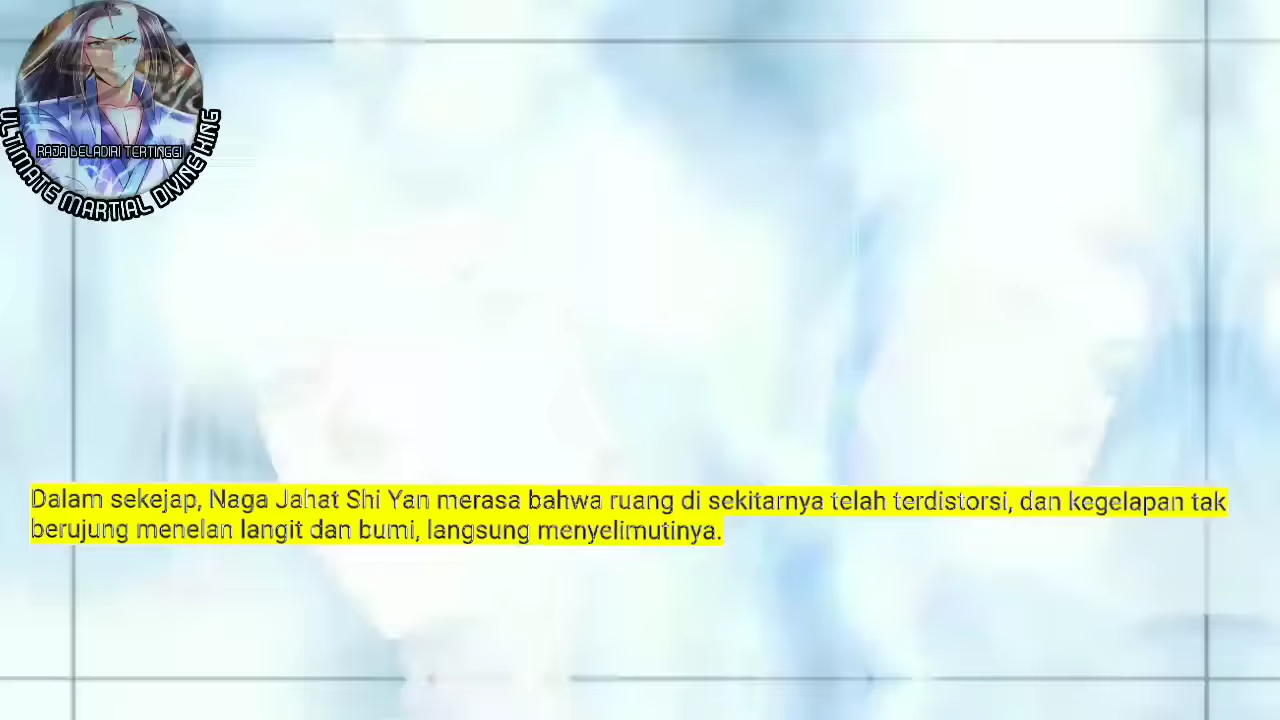 RAJA BELADIRI TERTINGGI
ULTIMATE MARTIAL DIVINE KING
Dalam sekejap, Naga Jahat Shi Yan merasa bahwa ruang di sekitarnya telah terdistorsi, dan kegelapan tak
berujung menelan langit dan bumi, langsung menyelimutinya.